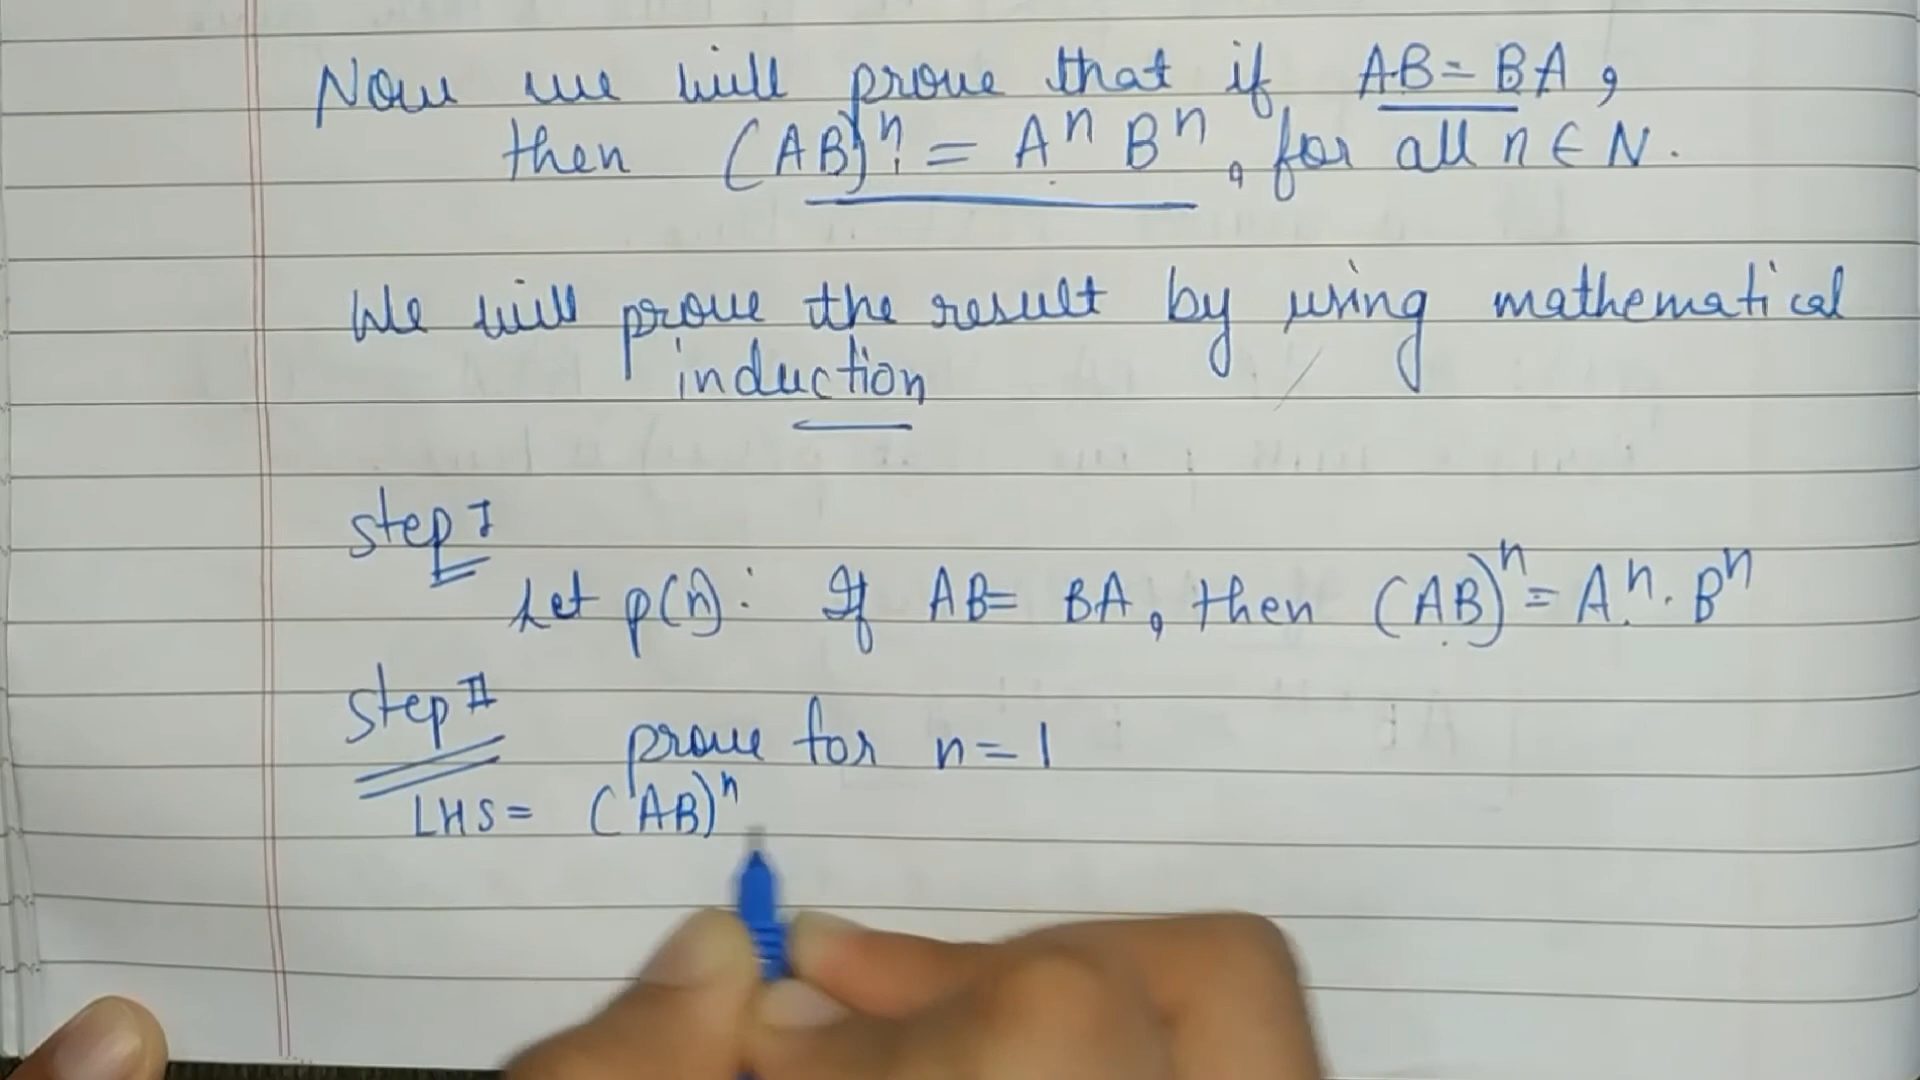 Now we will prove that if AB = BA,
then (AB)ⁿ = Aⁿ Bⁿ, for all n ∈ N.
We will prove the result by using mathematical
induction
Step I
Let p(n): If AB = BA, then (AB)ⁿ = Aⁿ. Bⁿ
Step II
prove for n = 1
LHS = (AB)ⁿ